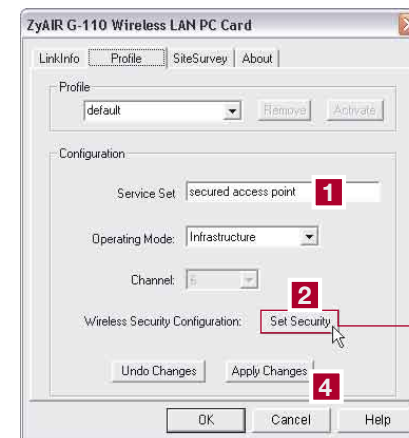 ZyAIR G-110 Wireless LAN PC Card
LinkInfo Profile SiteSurvey About
Profile
default Remove Activate
Configuration
Service Set secured access point 1
Operating Mode: Infrastructure
Channel: 6
2
Wireless Security Configuration: Set Security
Undo Changes Apply Changes
4
OK Cancel Help